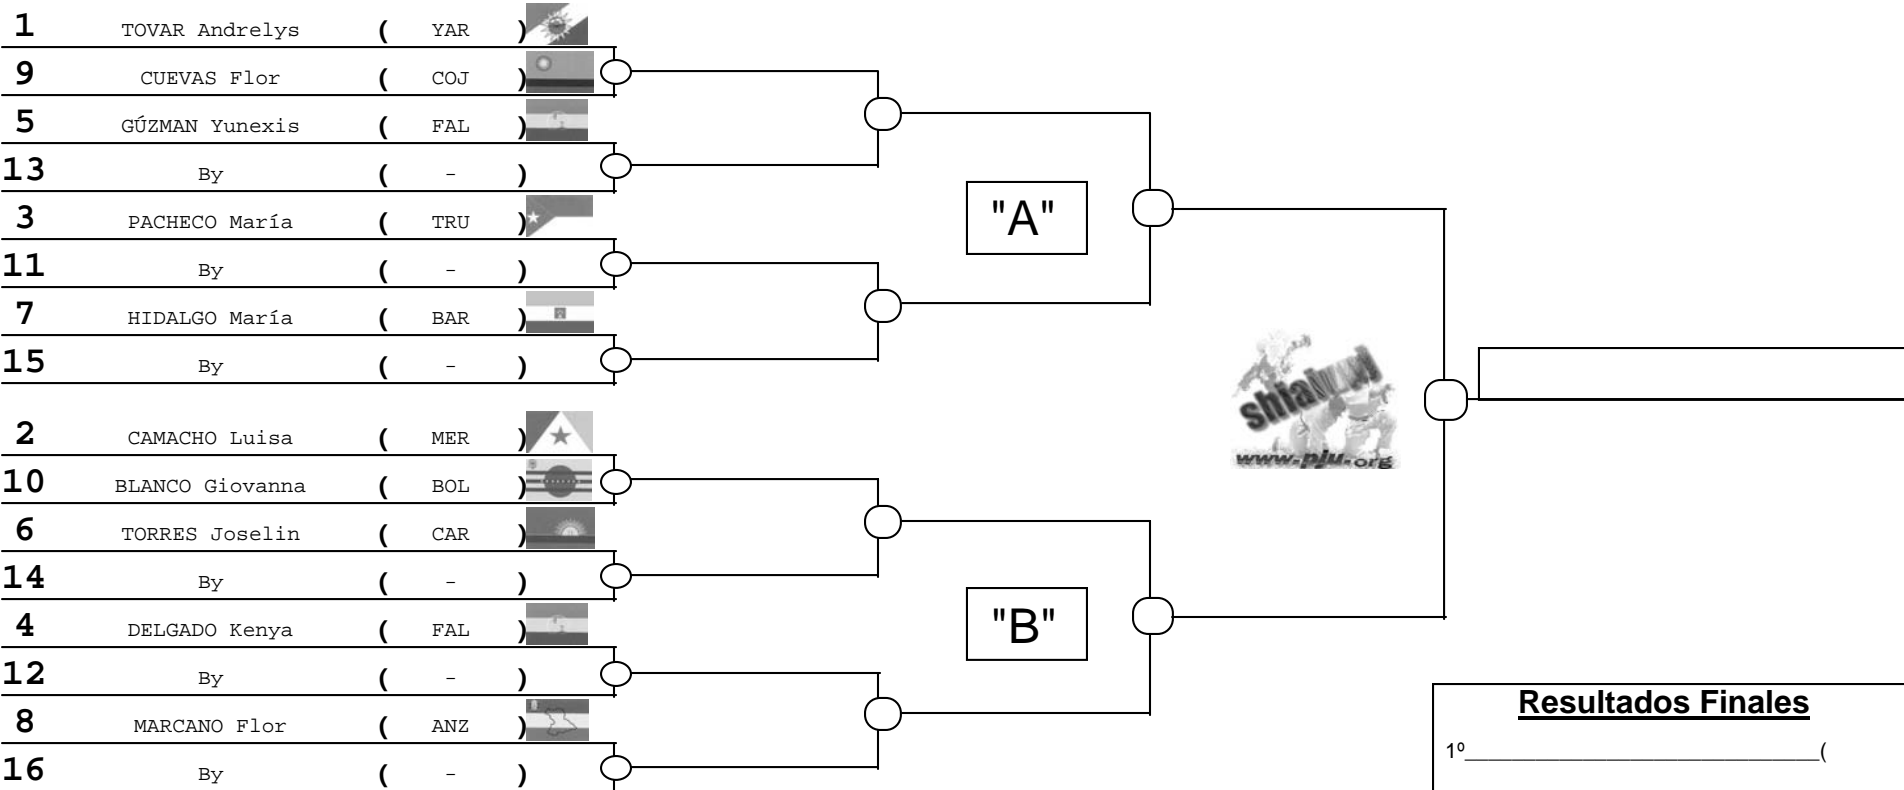 1 TOVAR Andrelys ( YAR )
9 CUEVAS Flor ( COJ )
5 GÚZMAN Yunexis ( FAL )
13 By ( - )
3 PACHECO María ( TRU )
11 By ( - )
7 HIDALGO María ( BAR )
15 By ( - )
"A"
2 CAMACHO Luisa ( MER )
10 BLANCO Giovanna ( BOL )
6 TORRES Joselin ( CAR )
14 By ( - )
4 DELGADO Kenya ( FAL )
12 By ( - )
8 MARCANO Flor ( ANZ )
16 By ( - )
"B"
www.pju.org
Resultados Finales
1º______________________________(